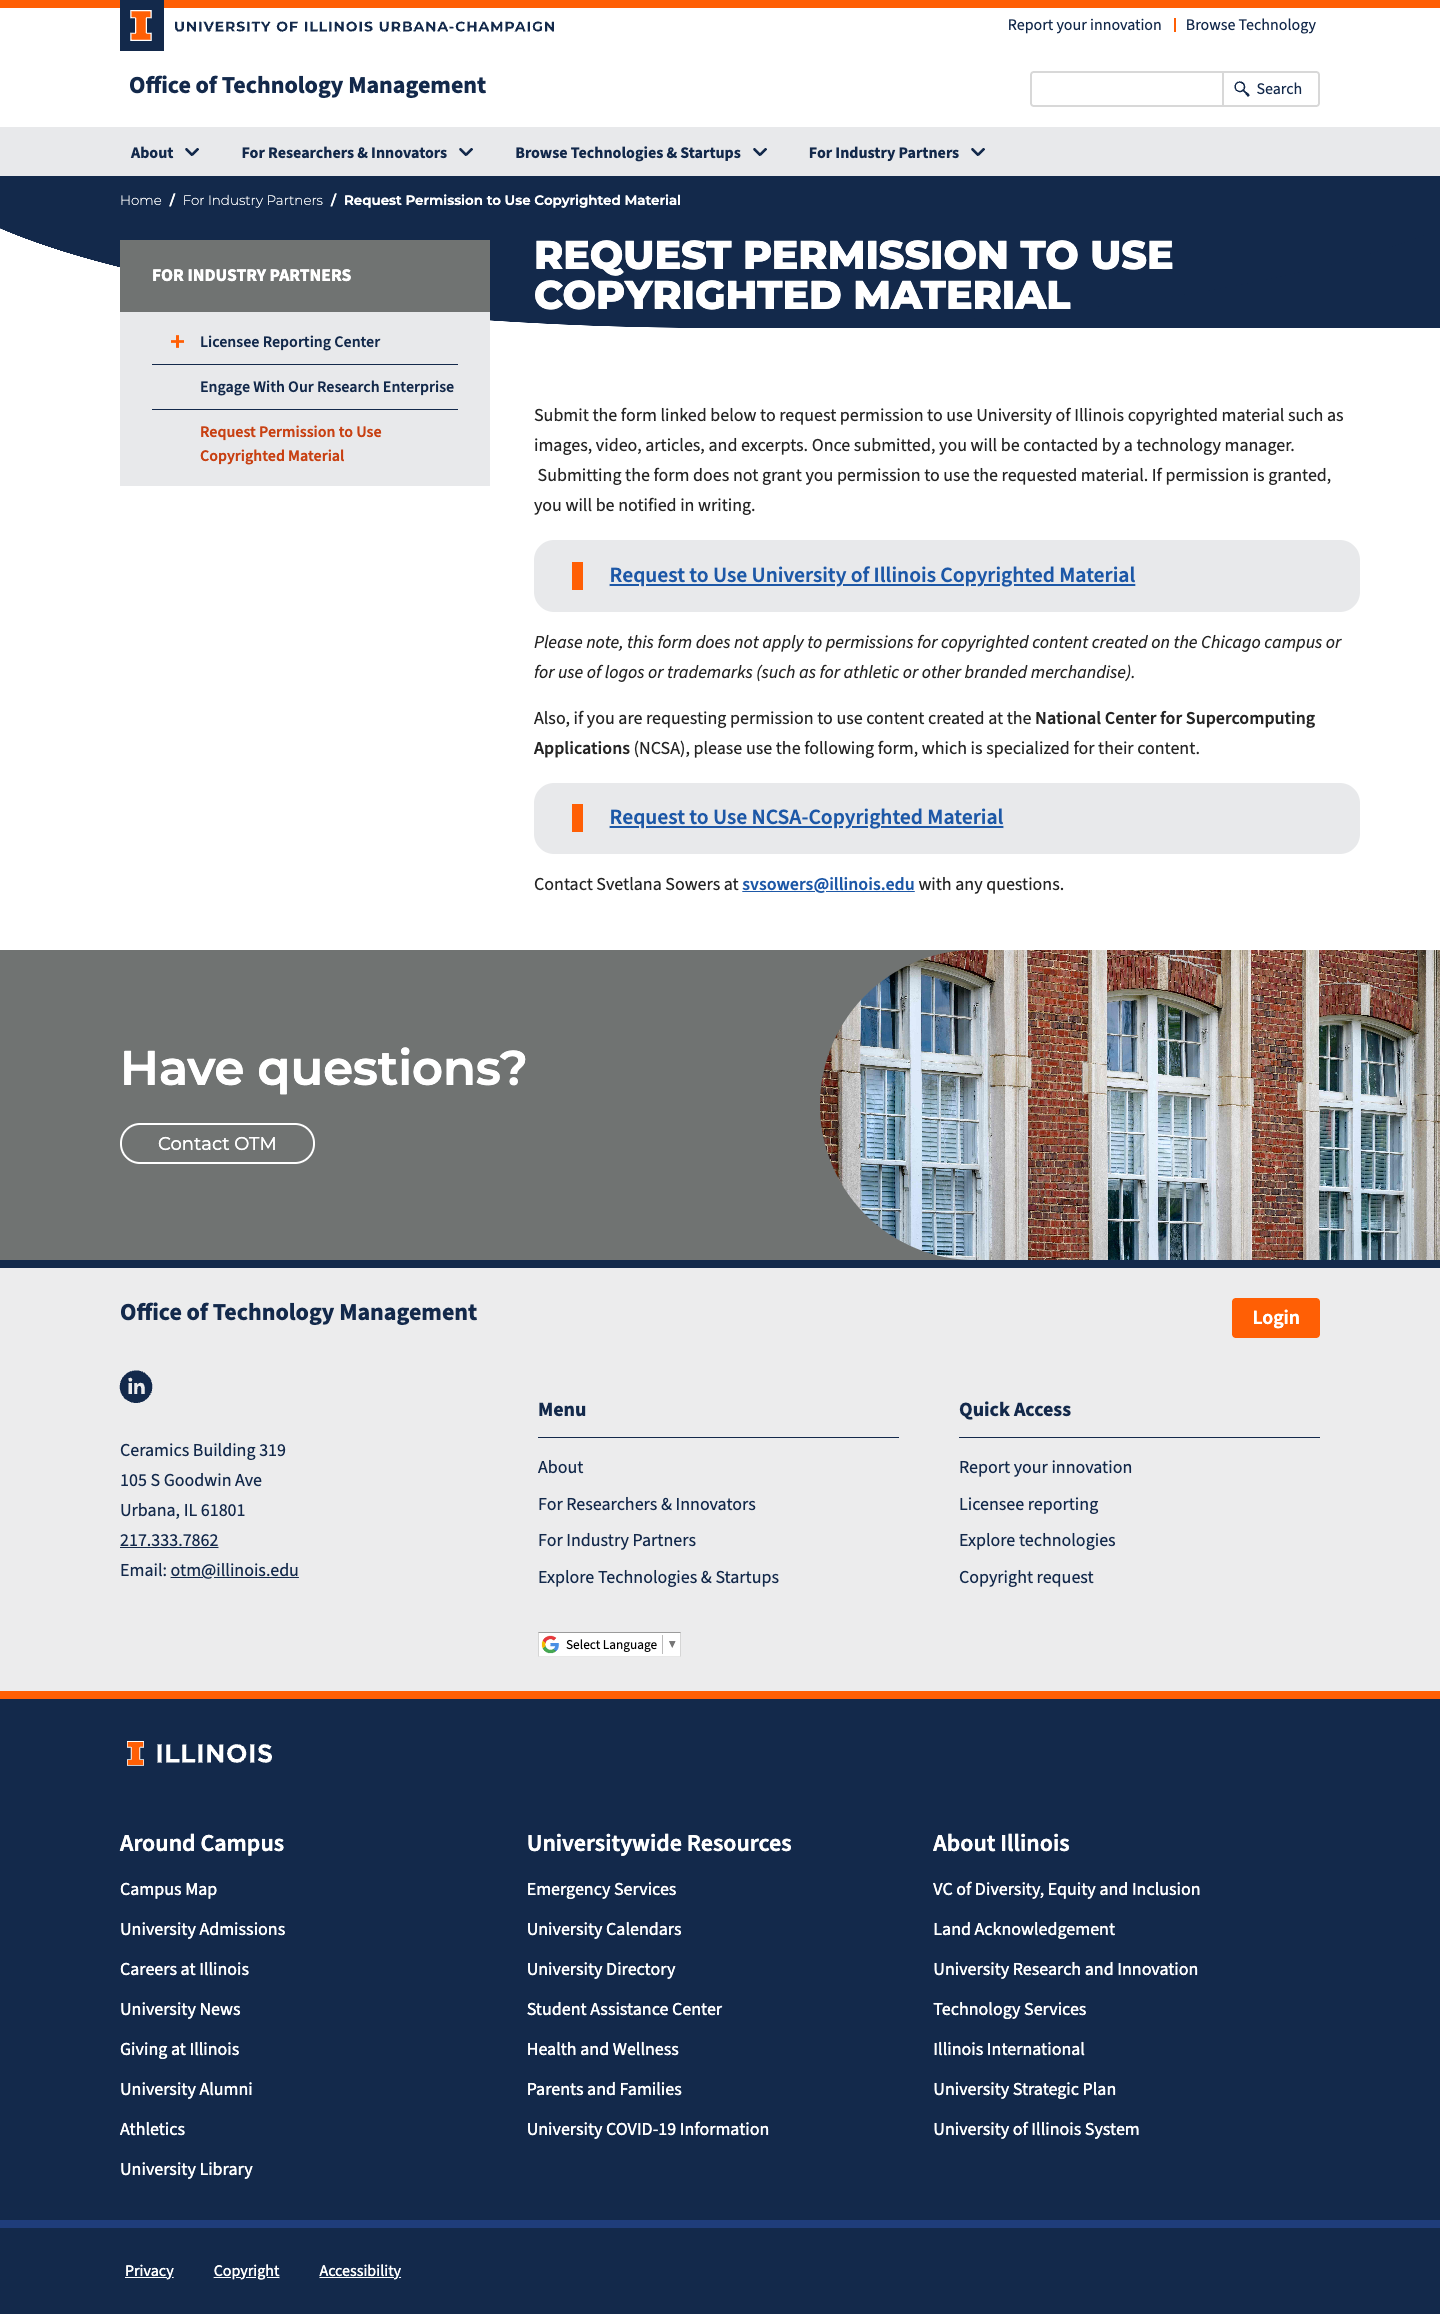 UNIVERSITY OF ILLINOIS URBANA-CHAMPAIGN
Report your innovation
Browse Technology
Office of Technology Management
Search
About
For Researchers & Innovators
Browse Technologies & Startups
For Industry Partners
Home / For Industry Partners / Request Permission to Use Copyrighted Material
FOR INDUSTRY PARTNERS
Licensee Reporting Center
Engage With Our Research Enterprise
Request Permission to Use
Copyrighted Material
REQUEST PERMISSION TO USE
COPYRIGHTED MATERIAL
Submit the form linked below to request permission to use University of Illinois copyrighted material such as
images, video, articles, and excerpts. Once submitted, you will be contacted by a technology manager.
Submitting the form does not grant you permission to use the requested material. If permission is granted,
you will be notified in writing.
Request to Use University of Illinois Copyrighted Material
Please note, this form does not apply to permissions for copyrighted content created on the Chicago campus or
for use of logos or trademarks (such as for athletic or other branded merchandise).
Also, if you are requesting permission to use content created at the National Center for Supercomputing
Applications (NCSA), please use the following form, which is specialized for their content.
Request to Use NCSA-Copyrighted Material
Contact Svetlana Sowers at svsowers@illinois.edu with any questions.
Have questions?
Contact OTM
Office of Technology Management
Login
in
Ceramics Building 319
105 S Goodwin Ave
Urbana, IL 61801
217.333.7862
Email: otm@illinois.edu
Menu
About
For Researchers & Innovators
For Industry Partners
Explore Technologies & Startups
Select Language
Quick Access
Report your innovation
Licensee reporting
Explore technologies
Copyright request
ILLINOIS
Around Campus
Campus Map
University Admissions
Careers at Illinois
University News
Giving at Illinois
University Alumni
Athletics
University Library
Universitywide Resources
Emergency Services
University Calendars
University Directory
Student Assistance Center
Health and Wellness
Parents and Families
University COVID-19 Information
About Illinois
VC of Diversity, Equity and Inclusion
Land Acknowledgement
University Research and Innovation
Technology Services
Illinois International
University Strategic Plan
University of Illinois System
Privacy
Copyright
Accessibility